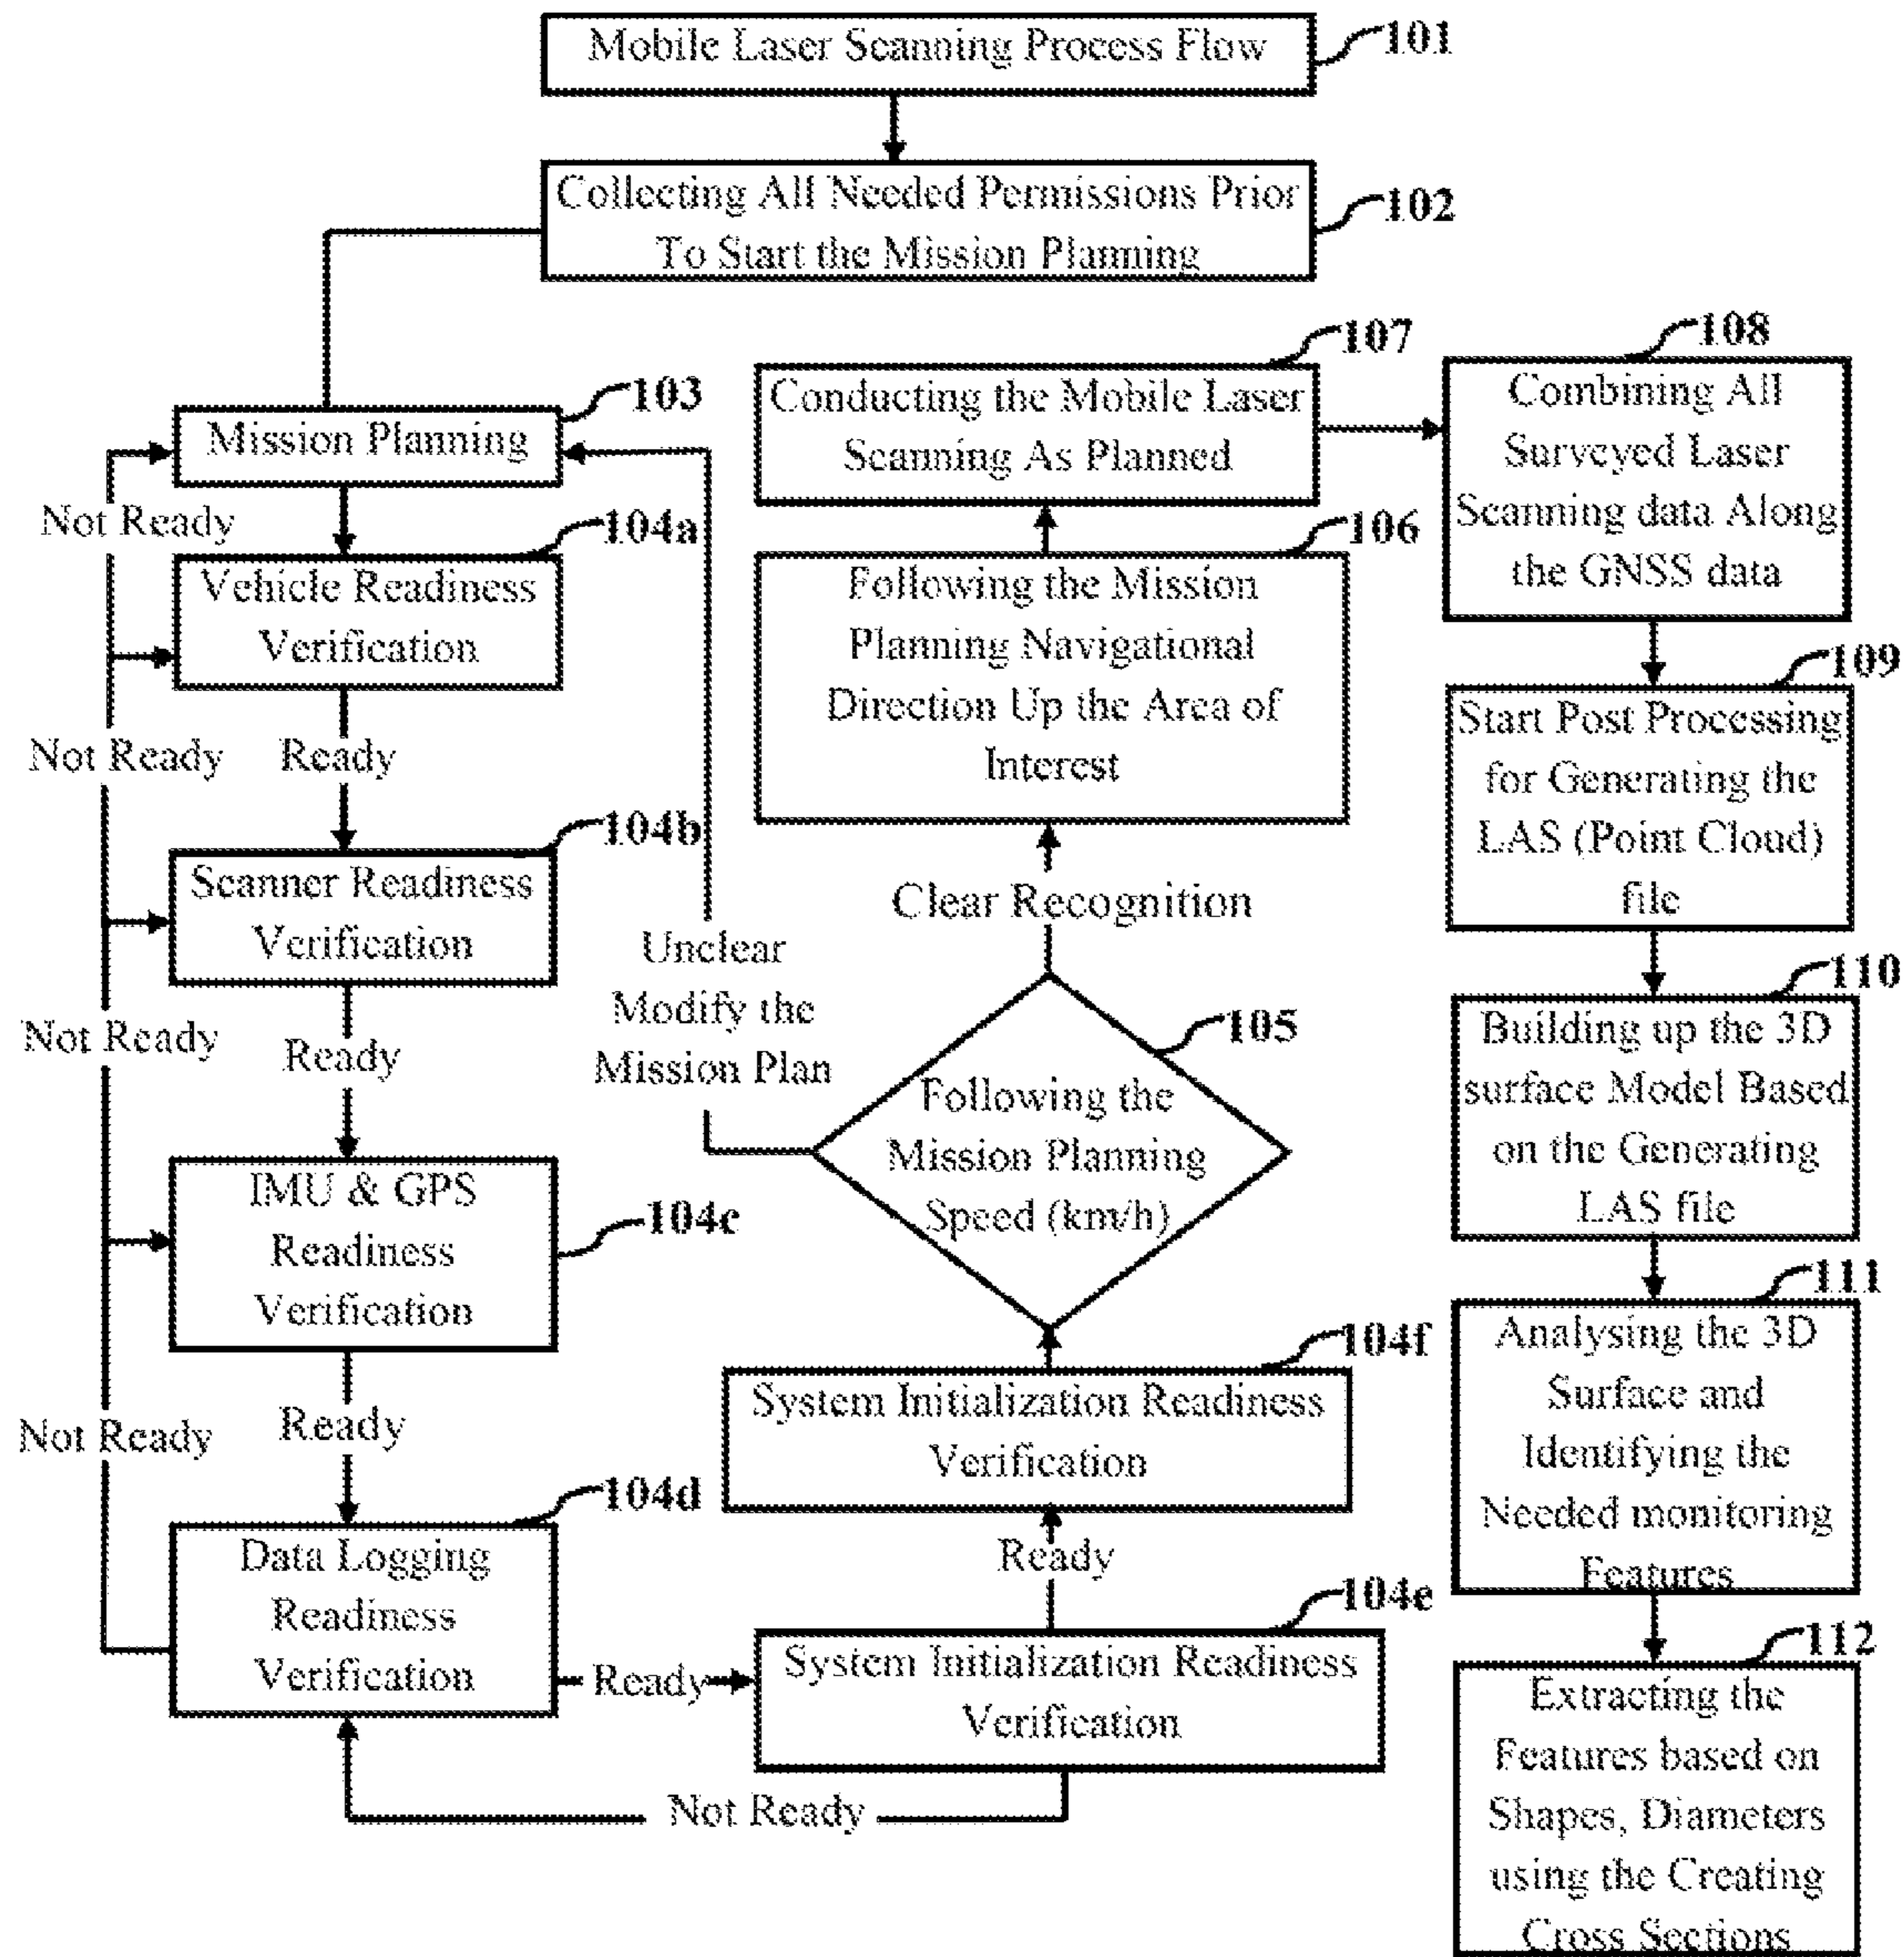 Mobile Laser Scanning Process Flow
101
Collecting All Needed Permissions Prior
To Start the Mission Planning
102
103
Mission Planning
Not Ready
104a
Vehicle Readiness
Verification
Not Ready
Ready
104b
Scanner Readiness
Verification
Not Ready
Ready
IMU & GPS
Readiness
Verification
104c
Not Ready
Ready
104d
Data Logging
Readiness
Verification
Ready
104e
System Initialization Readiness
Verification
Not Ready
Ready
104f
System Initialization Readiness
Verification
105
Following the
Mission Planning
Speed (km/h)
Unclear
Modify the
Mission Plan
Clear Recognition
106
Following the Mission
Planning Navigational
Direction Up the Area of
Interest
107
Conducting the Mobile Laser
Scanning As Planned
108
Combining All
Surveyed Laser
Scanning data Along
the GNSS data
109
Start Post Processing
for Generating the
LAS (Point Cloud)
file
110
Building up the 3D
surface Model Based
on the Generating
LAS file
111
Analysing the 3D
Surface and
Identifying the
Needed monitoring
Features
112
Extracting the
Features based on
Shapes, Diameters
using the Creating
Cross Sections